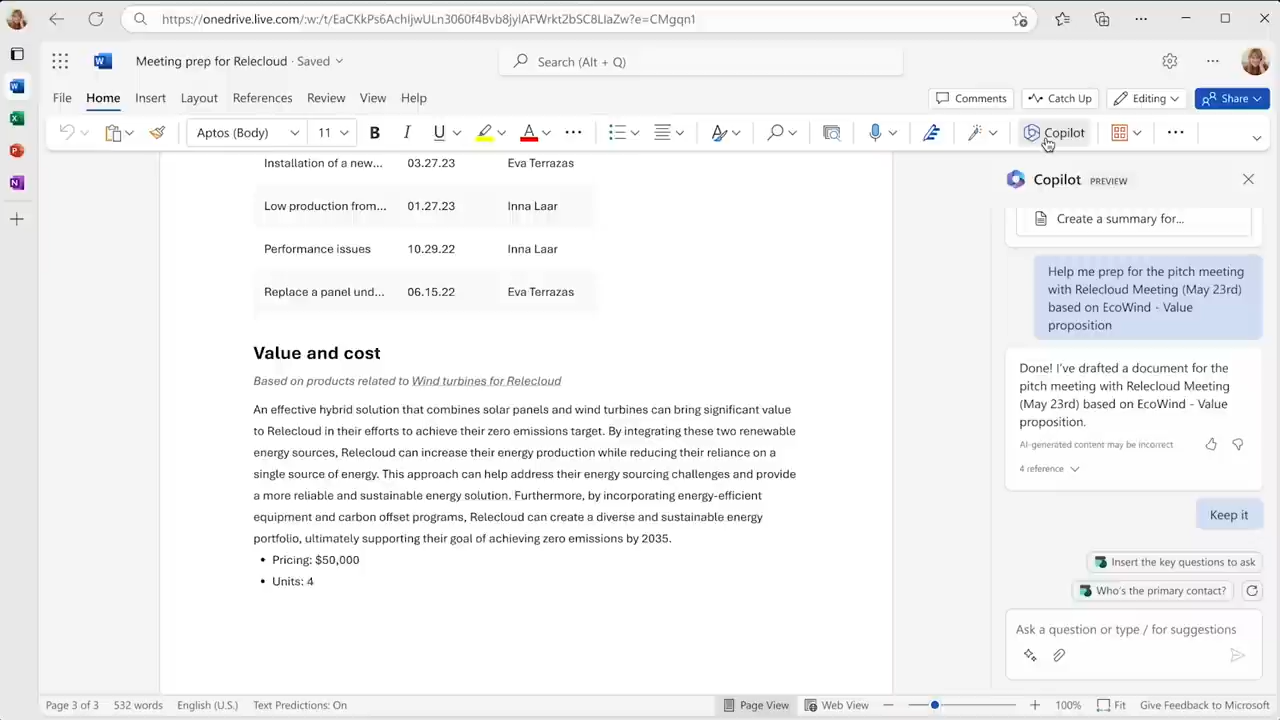 https://onedrive.live.com/:w:/t/EaCKkPs6AchIjwULn3060f4Bvb8jylAFWrkt2bSC8LIaZw?e=CMgqn1
Meeting prep for Relecloud · Saved
Search (Alt + Q)
File Home Insert Layout References Review View Help
Comments Catch Up Editing Share
Aptos (Body) 11 B I U A Copilot
Installation of a new... 03.27.23 Eva Terrazas
Low production from... 01.27.23 Inna Laar
Performance issues 10.29.22 Inna Laar
Replace a panel und... 06.15.22 Eva Terrazas
Value and cost
Based on products related to Wind turbines for Relecloud
An effective hybrid solution that combines solar panels and wind turbines can bring significant value
to Relecloud in their efforts to achieve their zero emissions target. By integrating these two renewable
energy sources, Relecloud can increase their energy production while reducing their reliance on a
single source of energy. This approach can help address their energy sourcing challenges and provide
a more reliable and sustainable energy solution. Furthermore, by incorporating energy-efficient
equipment and carbon offset programs, Relecloud can create a diverse and sustainable energy
portfolio, ultimately supporting their goal of achieving zero emissions by 2035.
• Pricing: $50,000
• Units: 4
Copilot PREVIEW
Create a summary for...
Help me prep for the pitch meeting
with Relecloud Meeting (May 23rd)
based on EcoWind - Value
proposition
Done! I've drafted a document for the
pitch meeting with Relecloud Meeting
(May 23rd) based on EcoWind - Value
proposition.
AI-generated content may be incorrect
4 reference
Keep it
Insert the key questions to ask
Who's the primary contact?
Ask a question or type / for suggestions
Page 3 of 3 532 words English (U.S.) Text Predictions: On Page View Web View 100% Fit Give Feedback to Microsoft